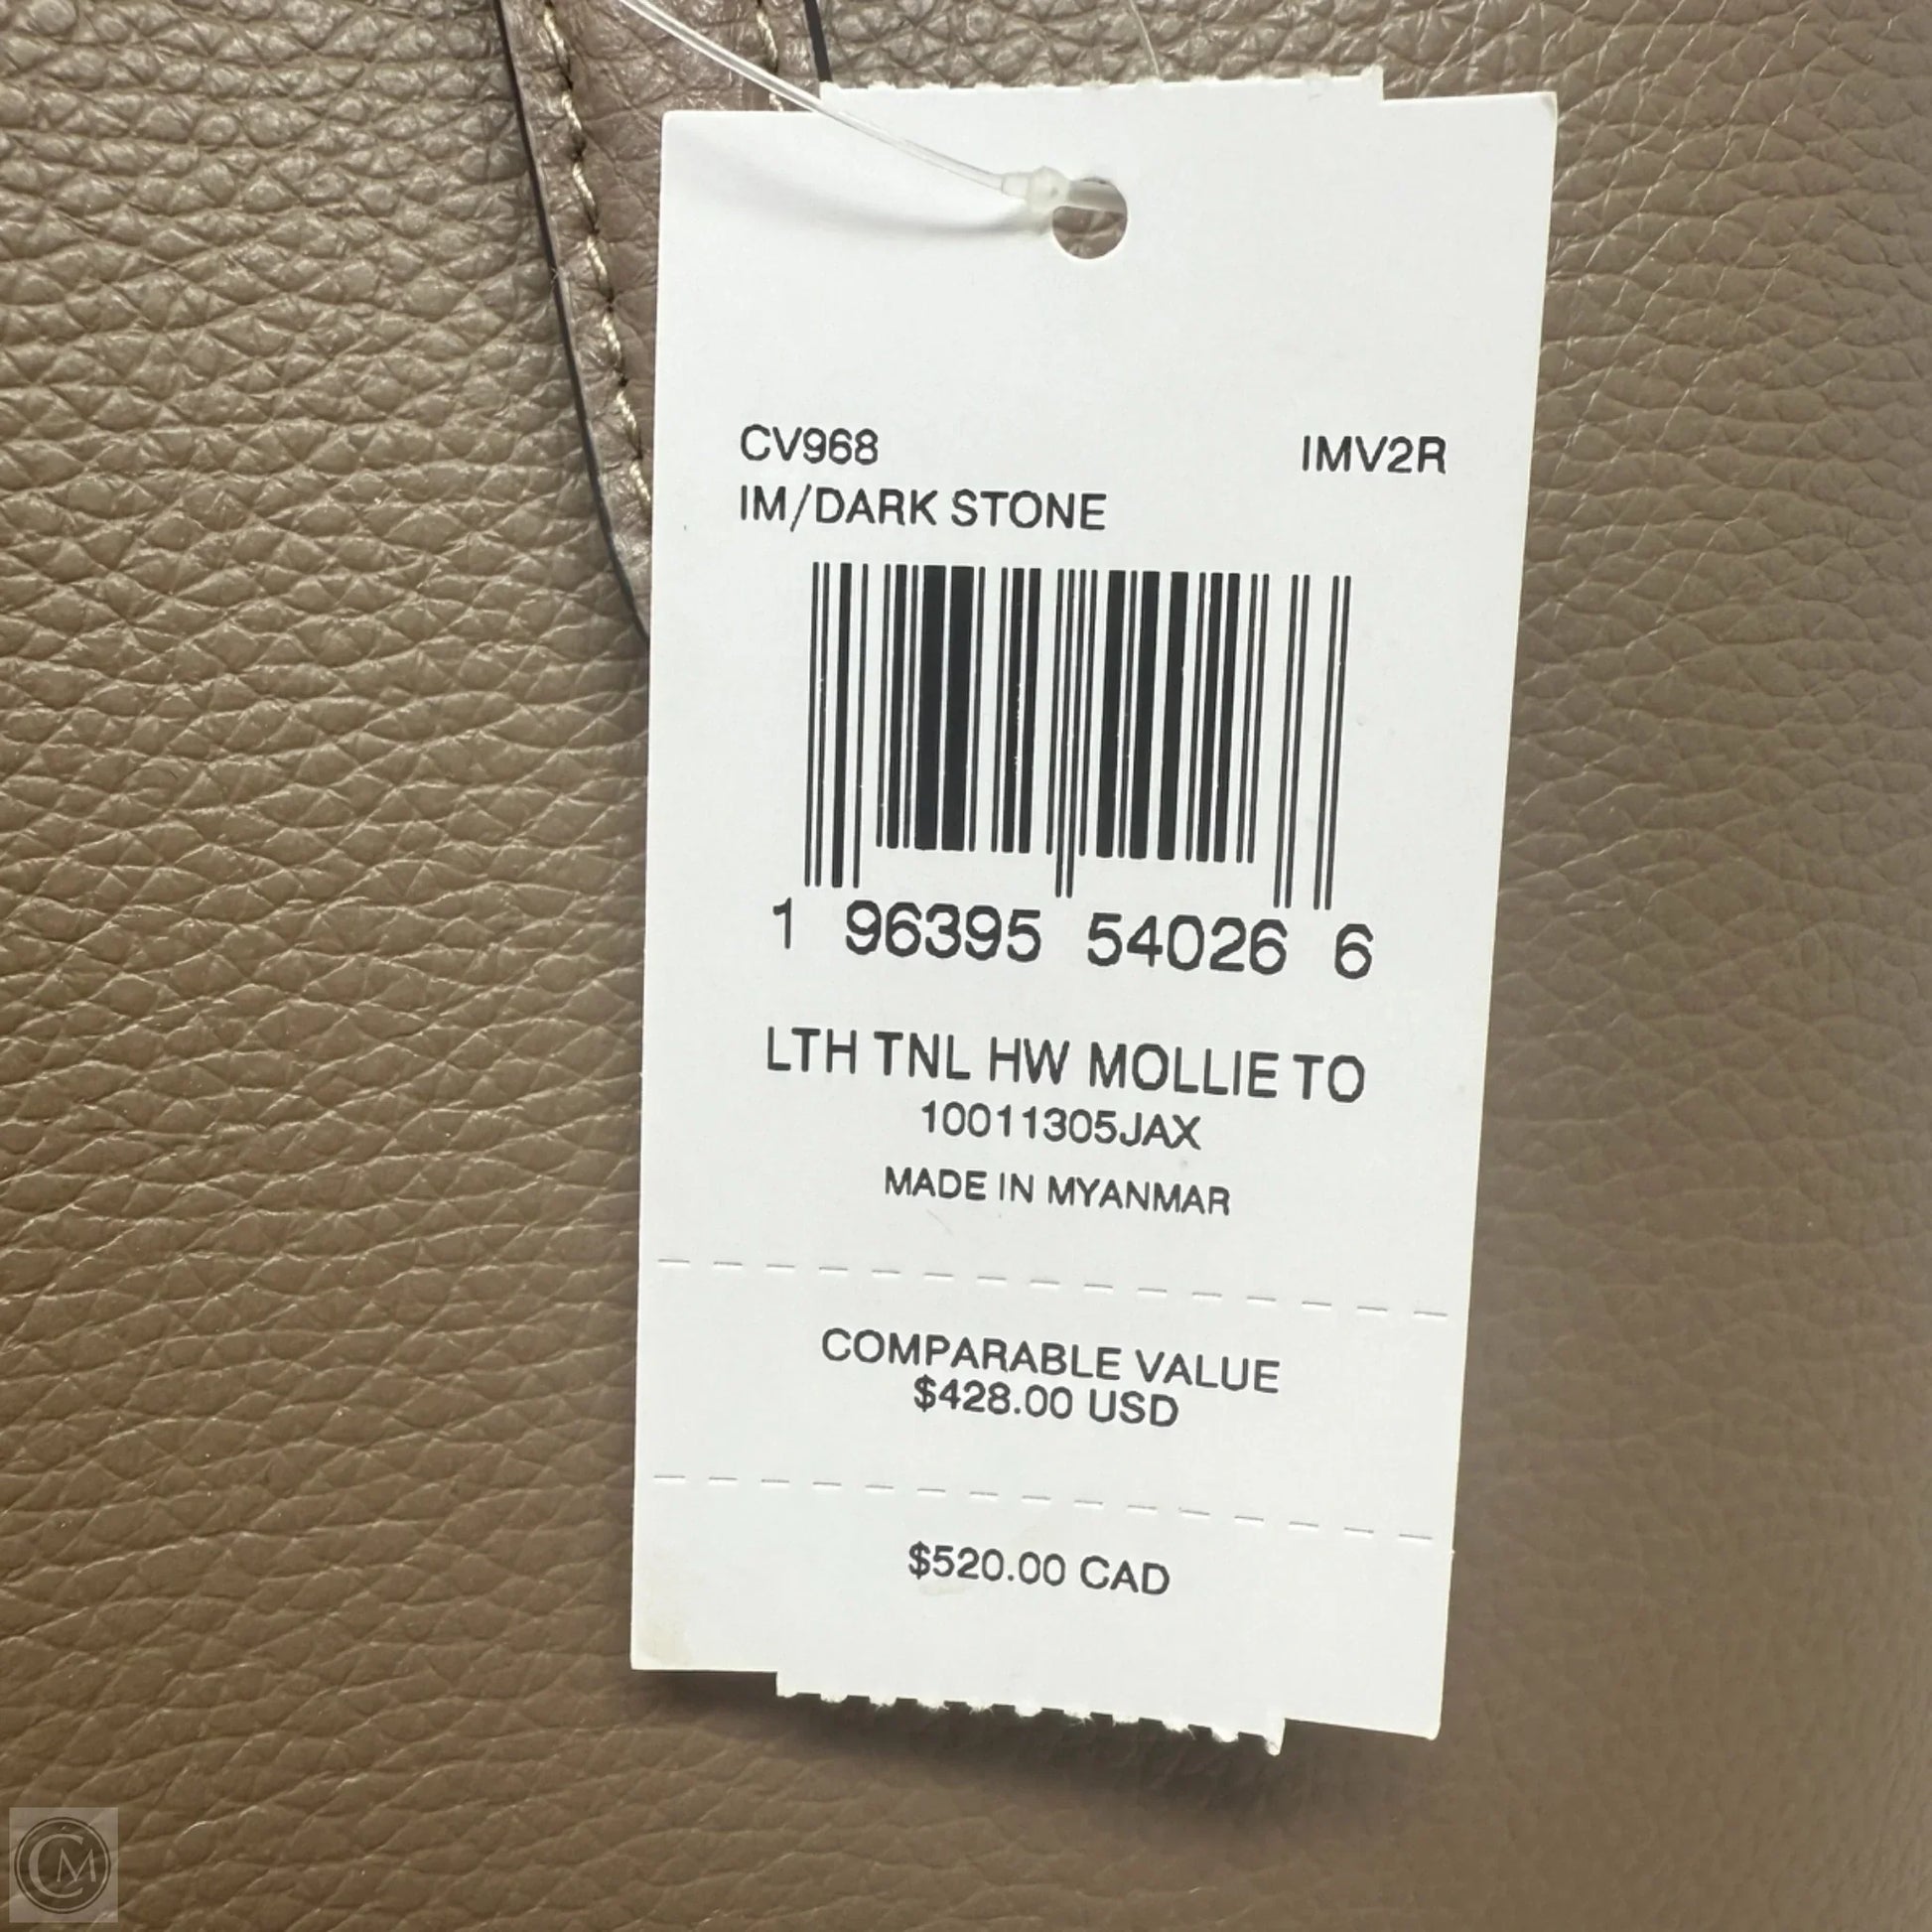 CV968 IMV2R
IM/DARK STONE
1 96395 54026 6
LTH TNL HW MOLLIE TO
10011305JAX
MADE IN MYANMAR
COMPARABLE VALUE
$428.00 USD
$520.00 CAD
CM